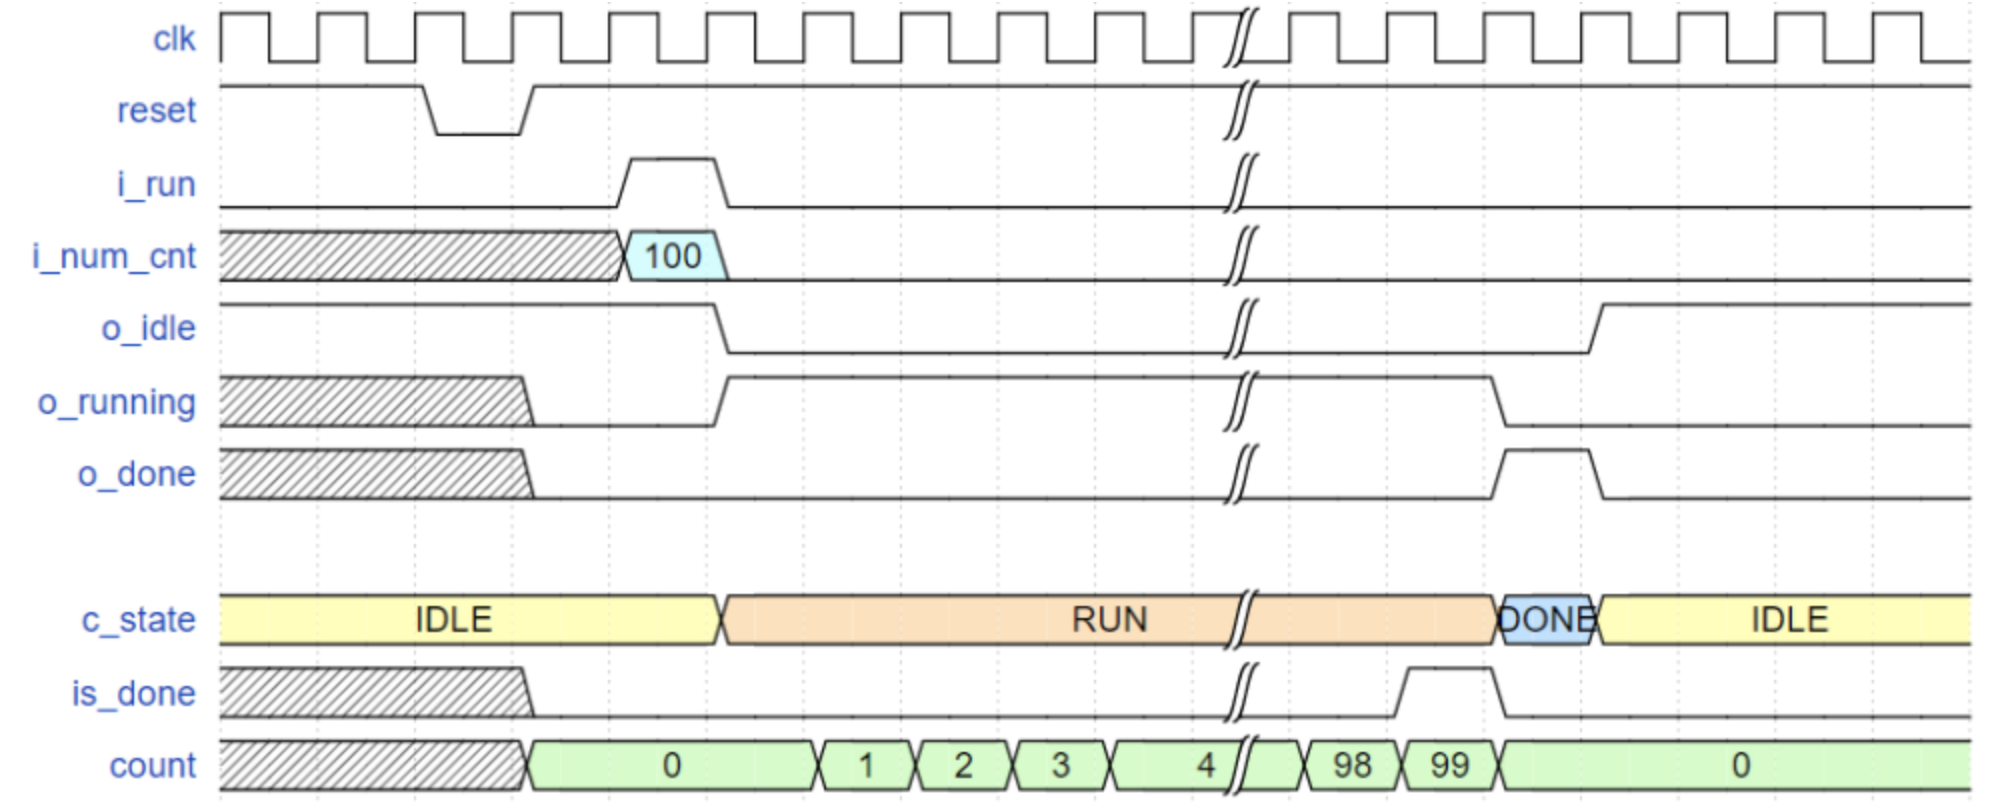 clk
reset
i_run
i_num_cnt 100
o_idle
o_running
o_done
c_state IDLE RUN DONE IDLE
is_done
count 0 1 2 3 4 98 99 0